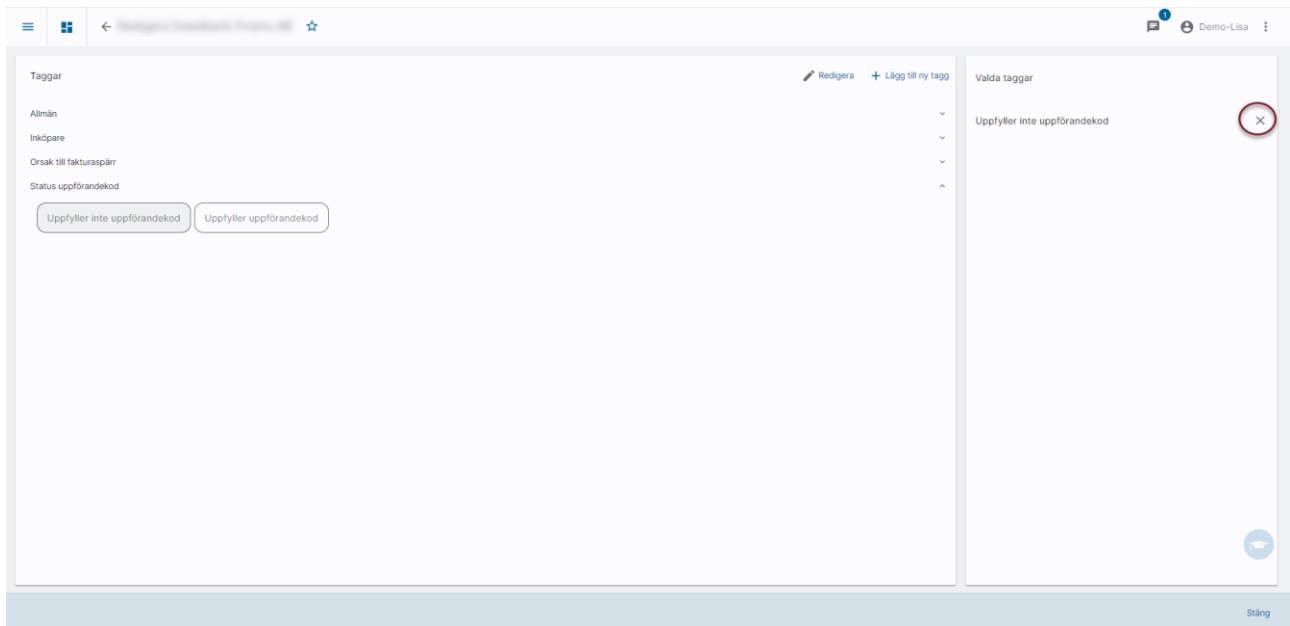 1
Demo-Lisa
Taggar
Redigera
Lägg till ny tagg
Valda taggar
Allmän
Uppfyller inte uppförandekod
Inköpare
Orsak till fakturaspärr
Status uppförandekod
Uppfyller inte uppförandekod
Uppfyller uppförandekod
Stäng